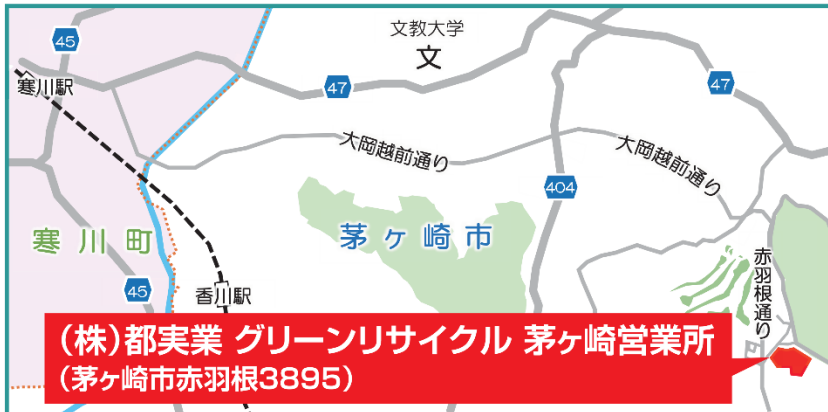 45
文教大学
文
47
47
寒川駅
大岡越前通り
大岡越前通り
404
寒川町
茅ヶ崎市
赤羽根通り
45
香川駅
(株)都実業 グリーンリサイクル 茅ヶ崎営業所
(茅ヶ崎市赤羽根3895)